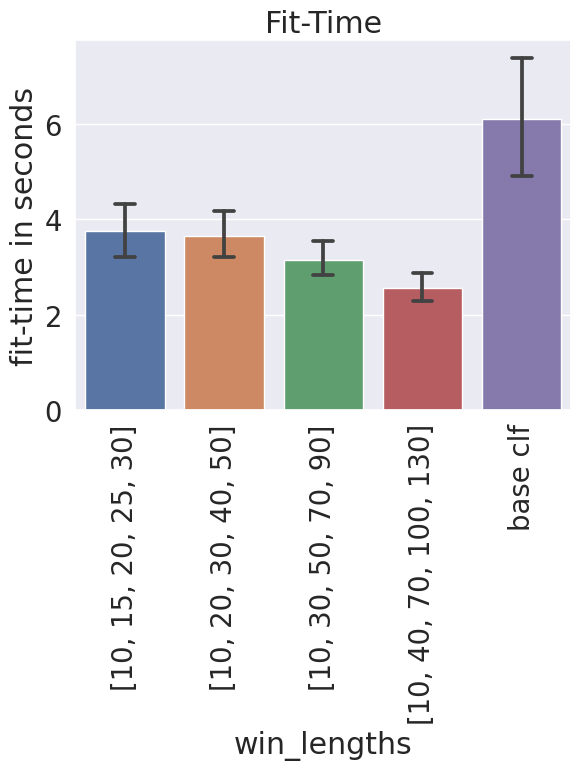 Fit-Time
fit-time in seconds
6
4
2
0
[10, 15, 20, 25, 30]
[10, 20, 30, 40, 50]
[10, 30, 50, 70, 90]
[10, 40, 70, 100, 130]
base clf
win_lengths